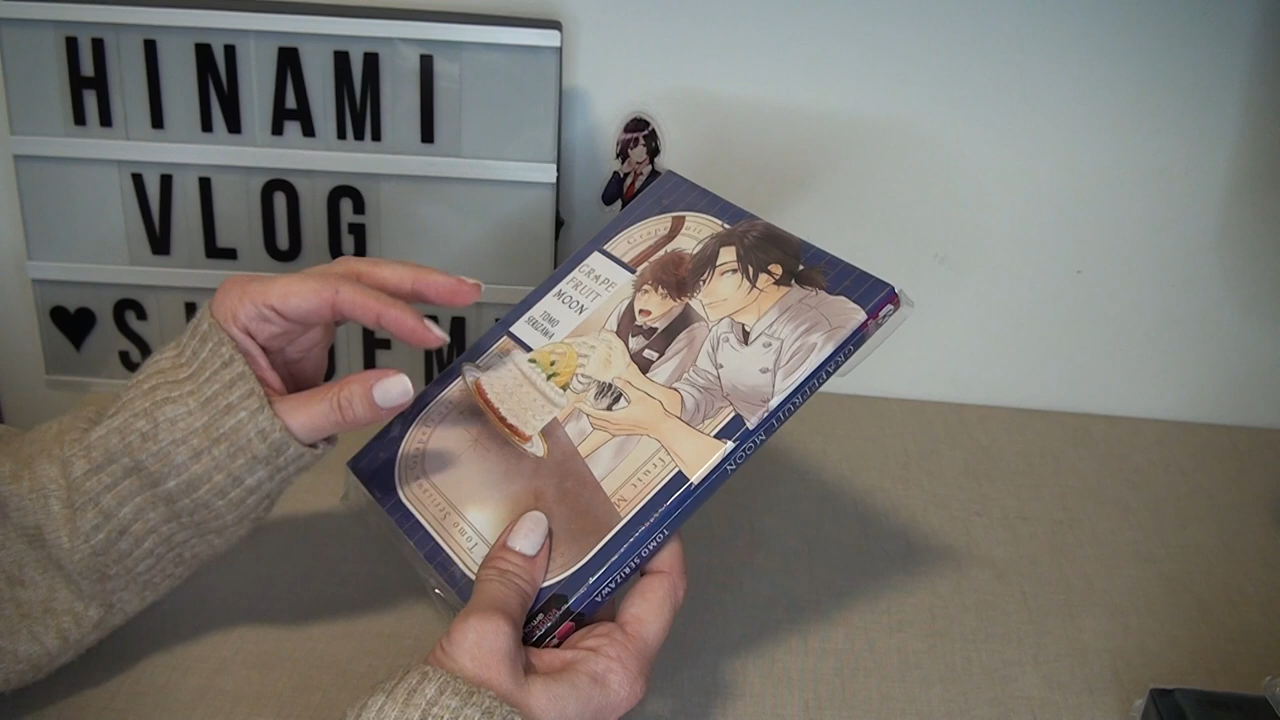 HINAMI
VLOG
GRAPE
FRUIT
MOON
TOMO
SERIZAWA
GRAPEFRUIT MOON
TOMO SERIZAWA